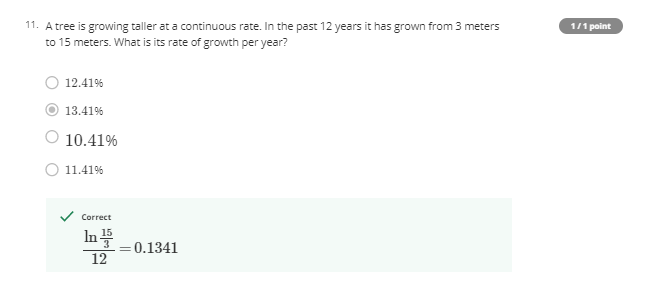 11. A tree is growing taller at a continuous rate. In the past 12 years it has grown from 3 meters
to 15 meters. What is its rate of growth per year?
1 / 1 point
12.41%
13.41%
10.41%
11.41%
Correct
ln 15/3
12
=0.1341